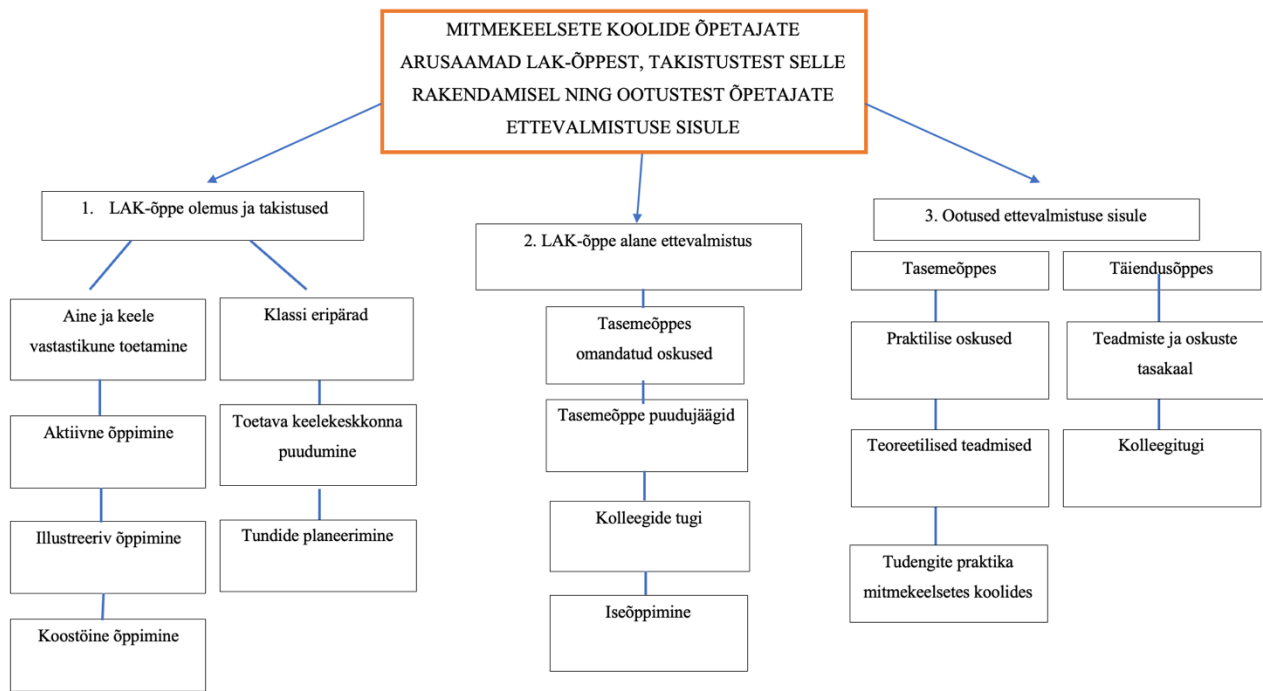 MITMEKEELSETE KOOLIDE ÕPETAJATE
ARUSAAMAD LAK-ÕPPEST, TAKISTUSTEST SELLE
RAKENDAMISEL NING OOTUSTEST ÕPETAJATE
ETTEVALMISTUSE SISULE
1. LAK-õppe olemus ja takistused
Aine ja keele
vastastikune toetamine
Aktiivne õppimine
Illustreeriv õppimine
Koostöine õppimine
Klassi eripärad
Toetava keelekeskkonna
puudumine
Tundide planeerimine
2. LAK-õppe alane ettevalmistus
Tasemeõppes
omandatud oskused
Tasemeõppe puudujäägid
Kolleegide tugi
Iseõppimine
3. Ootused ettevalmistuse sisule
Tasemeõppes
Praktilise oskused
Teoreetilised teadmised
Tudengite praktika
mitmekeelsetes koolides
Täiendusõppes
Teadmiste ja oskuste
tasakaal
Kolleegitugi